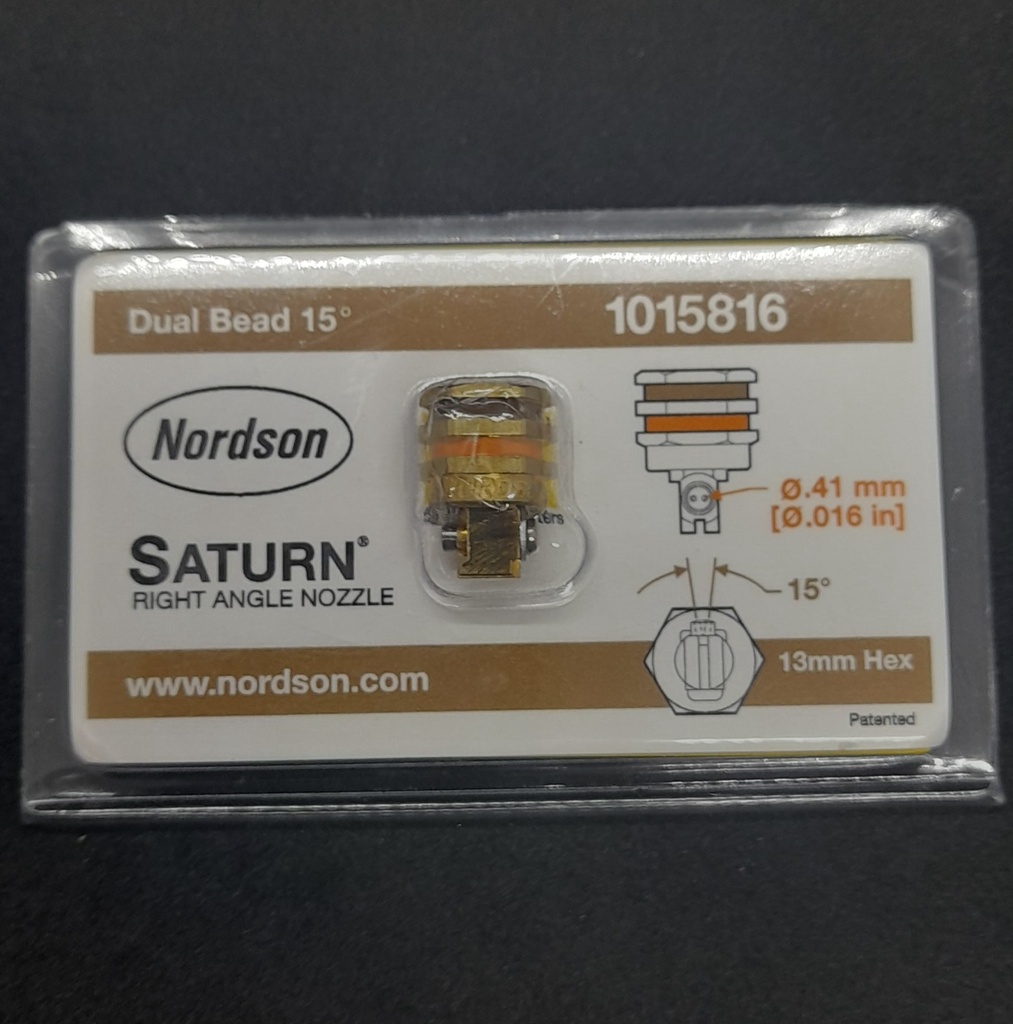 Dual Bead 15°
1015816
Nordson
SATURN®
RIGHT ANGLE NOZZLE
Ø.41 mm
[Ø.016 in]
15°
13mm Hex
www.nordson.com
Patented